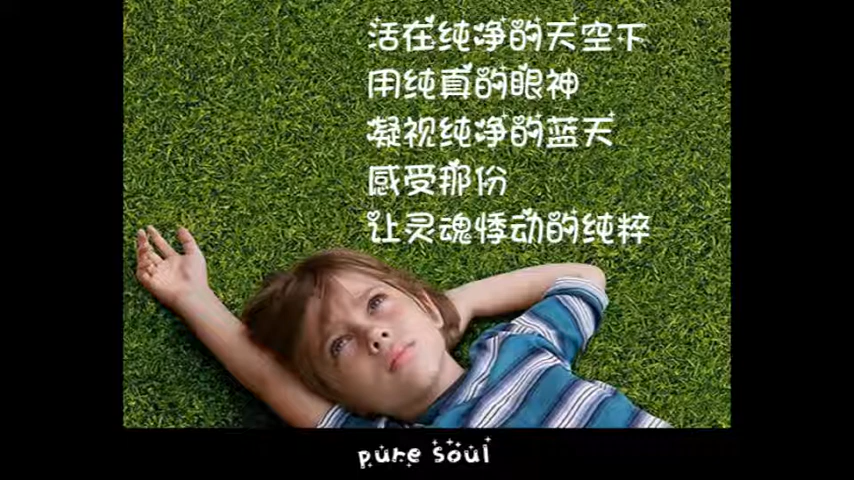 活在纯净的天空下
用纯真的眼神
凝视纯净的蓝天
感受那份
让灵魂悸动的纯粹
pure soul